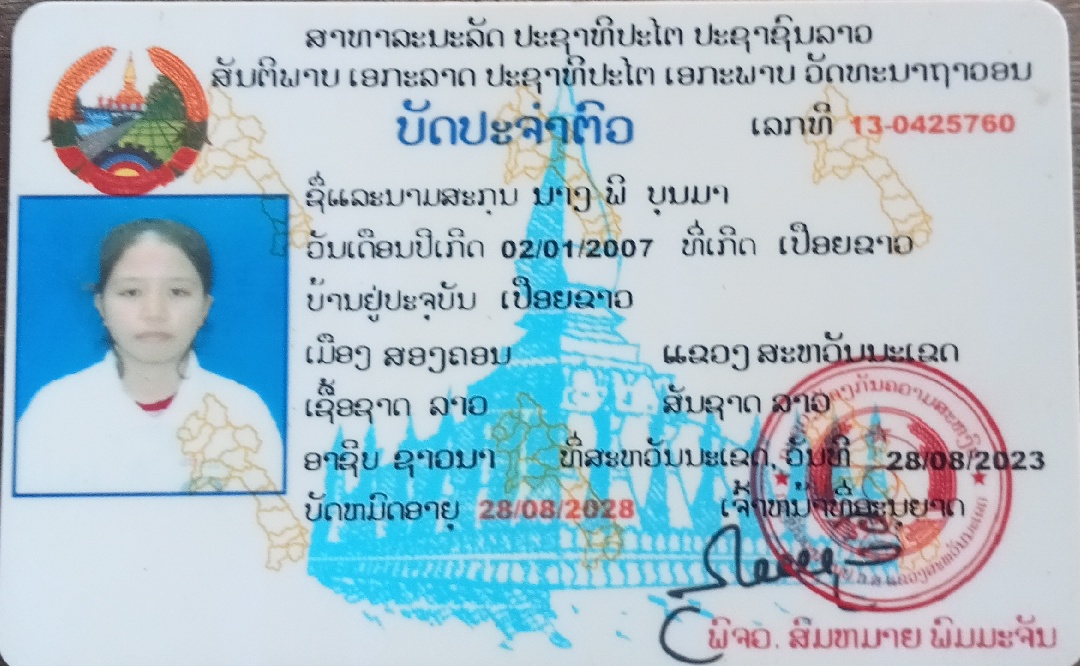 ສາທາລະນະລັດ ປະຊາທິປະໄຕ ປະຊາຊົນລາວ
ສັນຕິພາບ ເອກະລາດ ປະຊາທິປະໄຕ ເອກະພາບ ວັດທະນາຖາວອນ
ບັດປະຈຳຕົວ
ເລກທີ 13-0425760
ຊື່ແລະນາມສະກຸນ ນາງ ພິ ບຸນມາ
ວັນເດືອນປີເກີດ 02/01/2007 ທີ່ເກີດ ເປືອຍຂາວ
ບ້ານຢູ່ປະຈຸບັນ ເປືອຍຂາວ
ເມືອງ ສອງຄອນ ແຂວງ ສະຫວັນນະເຂດ
ເຊື້ອຊາດ ລາວ ສັນຊາດ ລາວ
ອາຊີບ ຊາວນາ ທີ່ສະຫວັນນະເຂດ, ວັນທີ 28/08/2023
ບັດຫມົດອາຍຸ 28/08/2028 ເຈົ້າຫນ້າທີ່ອະນຸຍາດ
ພິຈວ. ສົມຫມາຍ ພິມມະຈັນ